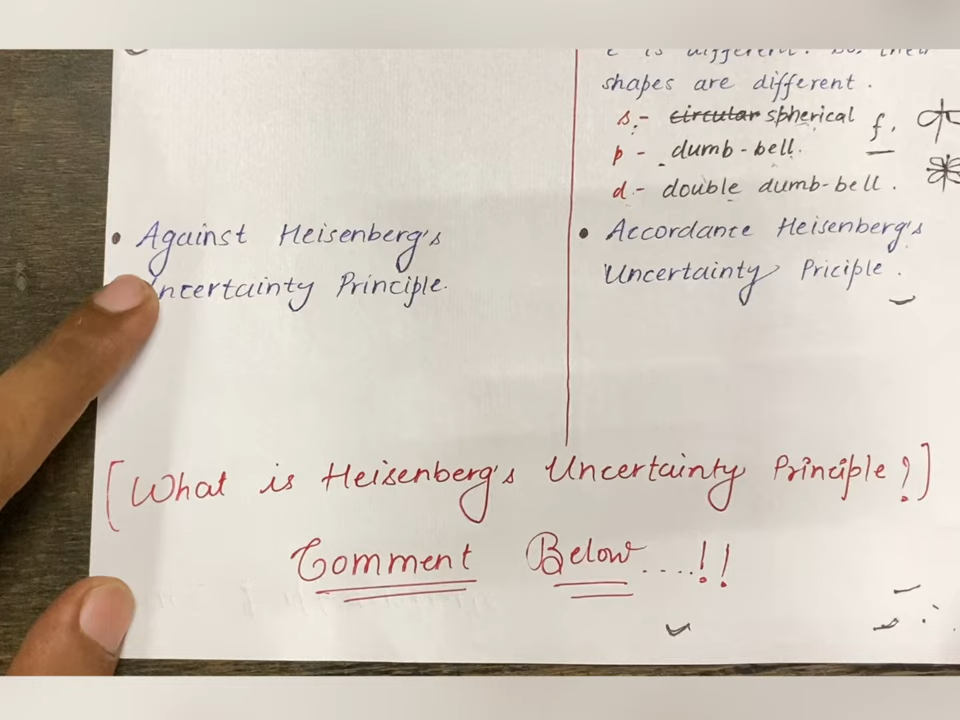 shapes are different.
s.- circular spherical f.
p - dumb-bell.
d.- double dumb-bell.
• Against Heisenberg's
Uncertainty Principle.
• Accordance Heisenberg's
Uncertainty Priciple.
[What is Heisenberg's Uncertainty Principle?]
Comment Below....!!